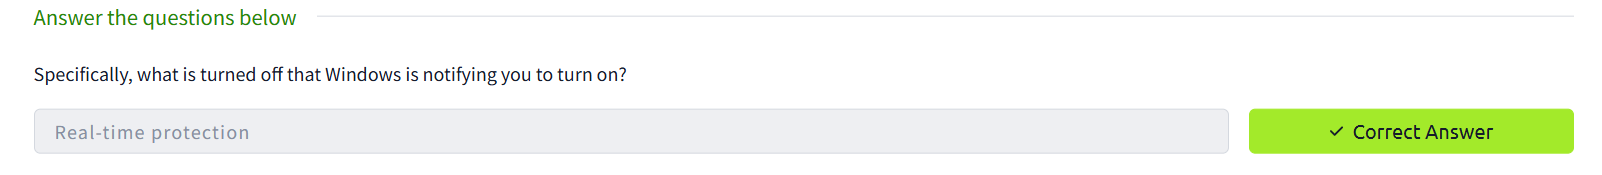 Answer the questions below
Specifically, what is turned off that Windows is notifying you to turn on?
Real-time protection
✓ Correct Answer